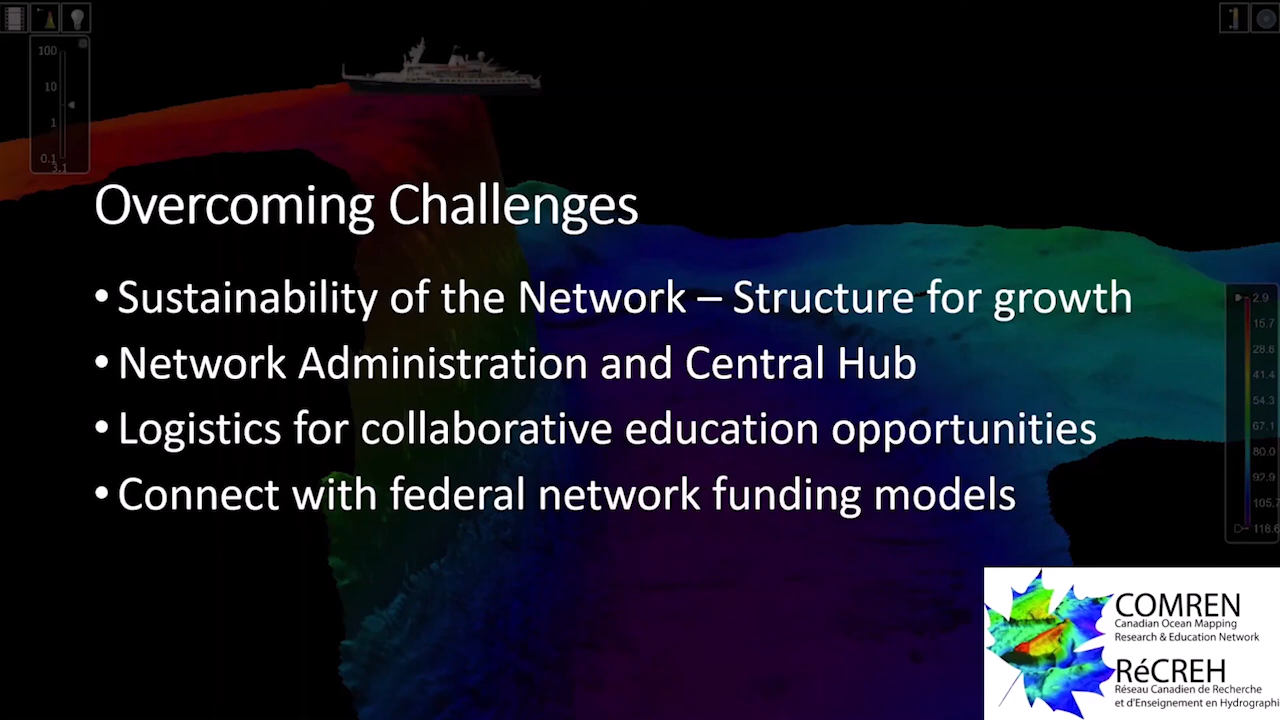 100
10
1
0.1
3.1
Overcoming Challenges
• Sustainability of the Network – Structure for growth
• Network Administration and Central Hub
• Logistics for collaborative education opportunities
• Connect with federal network funding models
2.9
15.7
28.6
41.4
54.3
67.1
80.0
92.9
105.7
118.6
COMREN
Canadian Ocean Mapping
Research & Education Network
RéCREH
Réseau Canadien de Recherche
et d'Enseignement en Hydrographi